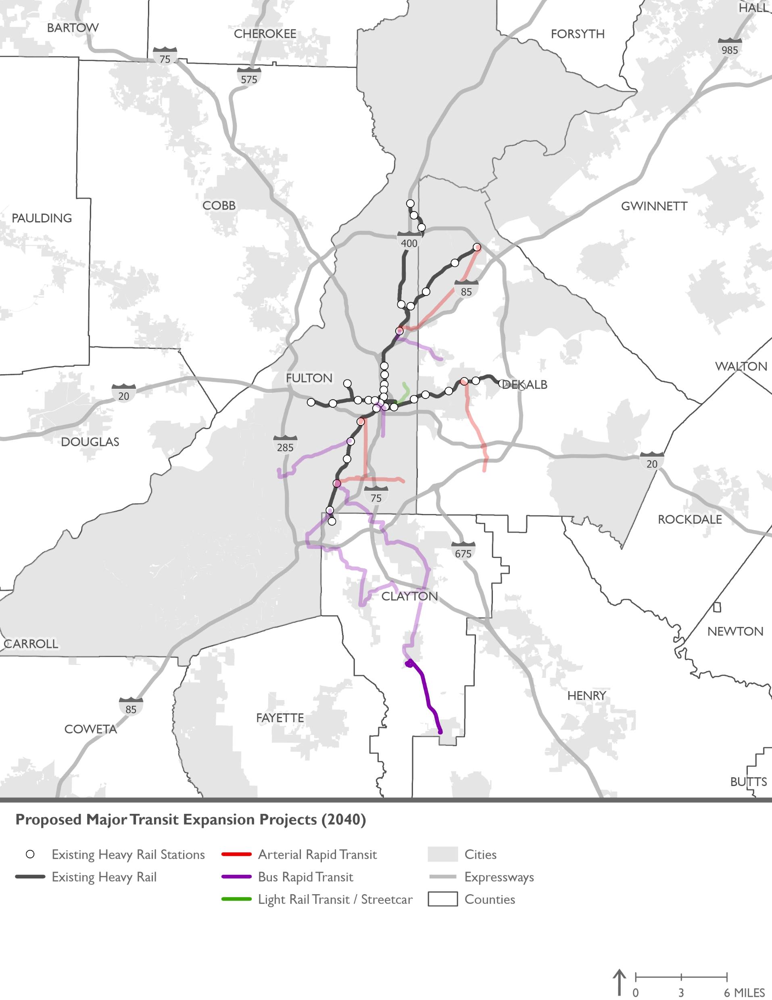 HALL
BARTOW
CHEROKEE
FORSYTH
985
75
575
COBB
GWINNETT
PAULDING
400
85
WALTON
FULTON
DEKALB
20
DOUGLAS
285
20
75
ROCKDALE
675
CLAYTON
NEWTON
CARROLL
HENRY
85
FAYETTE
COWETA
BUTTS
Proposed Major Transit Expansion Projects (2040)
Existing Heavy Rail Stations
Arterial Rapid Transit
Cities
Existing Heavy Rail
Bus Rapid Transit
Expressways
Light Rail Transit / Streetcar
Counties
0 3 6 MILES